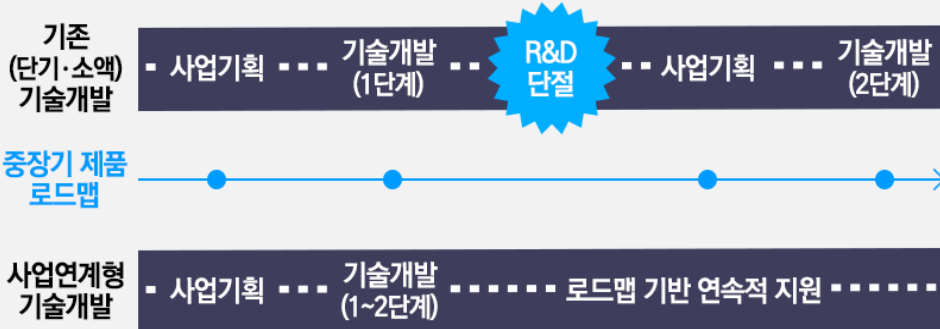 기존
(단기·소액)
기술개발
사업기획
기술개발
(1단계)
R&D
단절
사업기획
기술개발
(2단계)
중장기 제품
로드맵
사업연계형
기술개발
사업기획
기술개발
(1~2단계)
로드맵 기반 연속적 지원